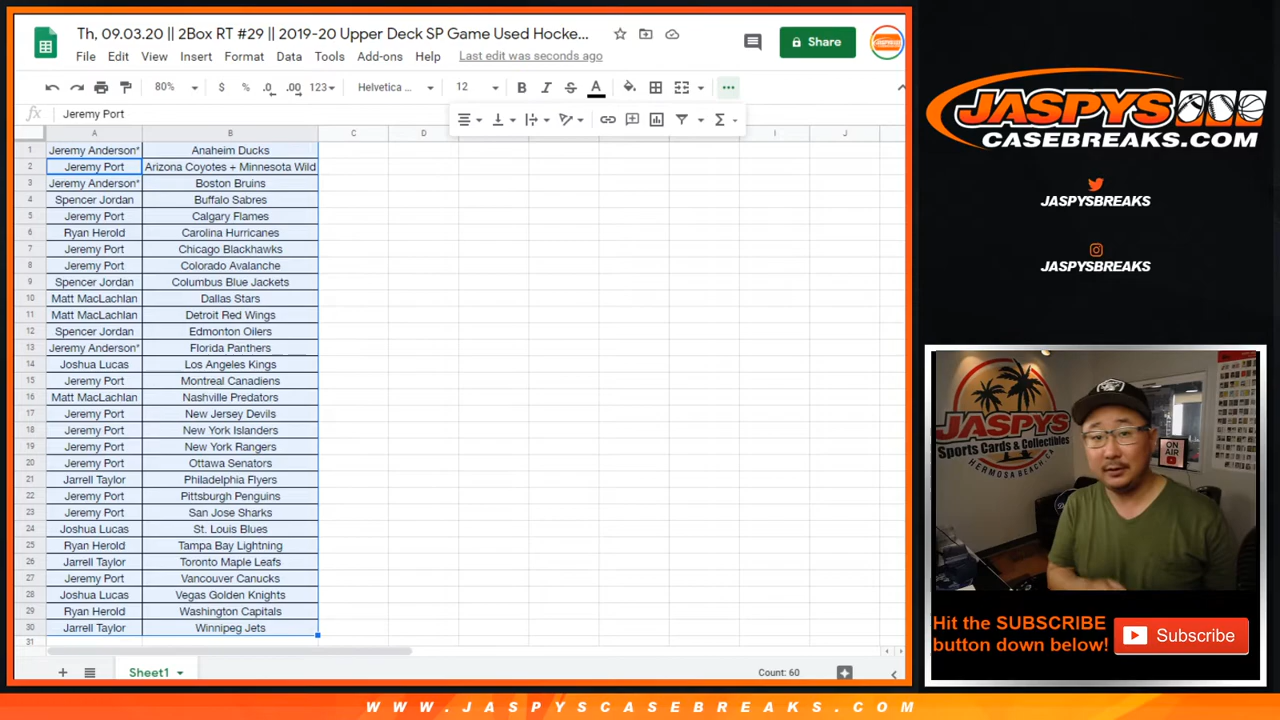 Th, 09.03.20 || 2Box RT #29 || 2019-20 Upper Deck SP Game Used Hocke...
File Edit View Insert Format Data Tools Add-ons Help Last edit was seconds ago
Share
80% $ % .0 .00 123 Helvetica ... 12 B I S A
fx Jeremy Port
A B C D E F G H I J
1 Jeremy Anderson* Anaheim Ducks
2 Jeremy Port Arizona Coyotes + Minnesota Wild
3 Jeremy Anderson* Boston Bruins
4 Spencer Jordan Buffalo Sabres
5 Jeremy Port Calgary Flames
6 Ryan Herold Carolina Hurricanes
7 Jeremy Port Chicago Blackhawks
8 Jeremy Port Colorado Avalanche
9 Spencer Jordan Columbus Blue Jackets
10 Matt MacLachlan Dallas Stars
11 Matt MacLachlan Detroit Red Wings
12 Spencer Jordan Edmonton Oilers
13 Jeremy Anderson* Florida Panthers
14 Joshua Lucas Los Angeles Kings
15 Jeremy Port Montreal Canadiens
16 Matt MacLachlan Nashville Predators
17 Jeremy Port New Jersey Devils
18 Jeremy Port New York Islanders
19 Jeremy Port New York Rangers
20 Jeremy Port Ottawa Senators
21 Jarrell Taylor Philadelphia Flyers
22 Jeremy Port Pittsburgh Penguins
23 Jeremy Port San Jose Sharks
24 Joshua Lucas St. Louis Blues
25 Ryan Herold Tampa Bay Lightning
26 Jarrell Taylor Toronto Maple Leafs
27 Jeremy Port Vancouver Canucks
28 Joshua Lucas Vegas Golden Knights
29 Ryan Herold Washington Capitals
30 Jarrell Taylor Winnipeg Jets
31
Sheet1
Count: 60
JASPYS
CASEBREAKS.COM
JASPYSBREAKS
JASPYSBREAKS
JASPYS
Sports Cards & Collectibles
HERMOSA BEACH, CA
ON AIR
Hit the SUBSCRIBE
button down below!
Subscribe
WWW.JASPYSCASEBREAKS.COM